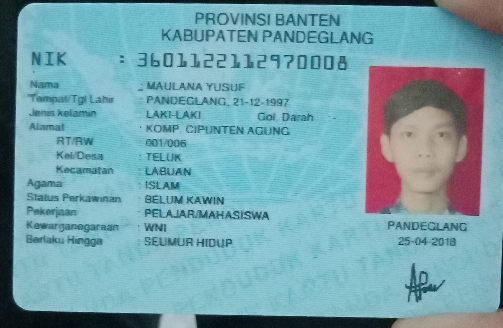 PROVINSI BANTEN
KABUPATEN PANDEGLANG
NIK : 3601122112970008
Nama : MAULANA YUSUF
Tempat/Tgl Lahir : PANDEGLANG, 21-12-1997
Jenis kelamin : LAKI-LAKI Gol. Darah -
Alamat : KOMP. CIPUNTEN AGUNG
RT/RW : 001/006
Kel/Desa : TELUK
Kecamatan : LABUAN
Agama : ISLAM
Status Perkawinan : BELUM KAWIN
Pekerjaan : PELAJAR/MAHASISWA
Kewarganegaraan : WNI
Berlaku Hingga : SEUMUR HIDUP
PANDEGLANG
25-04-2018